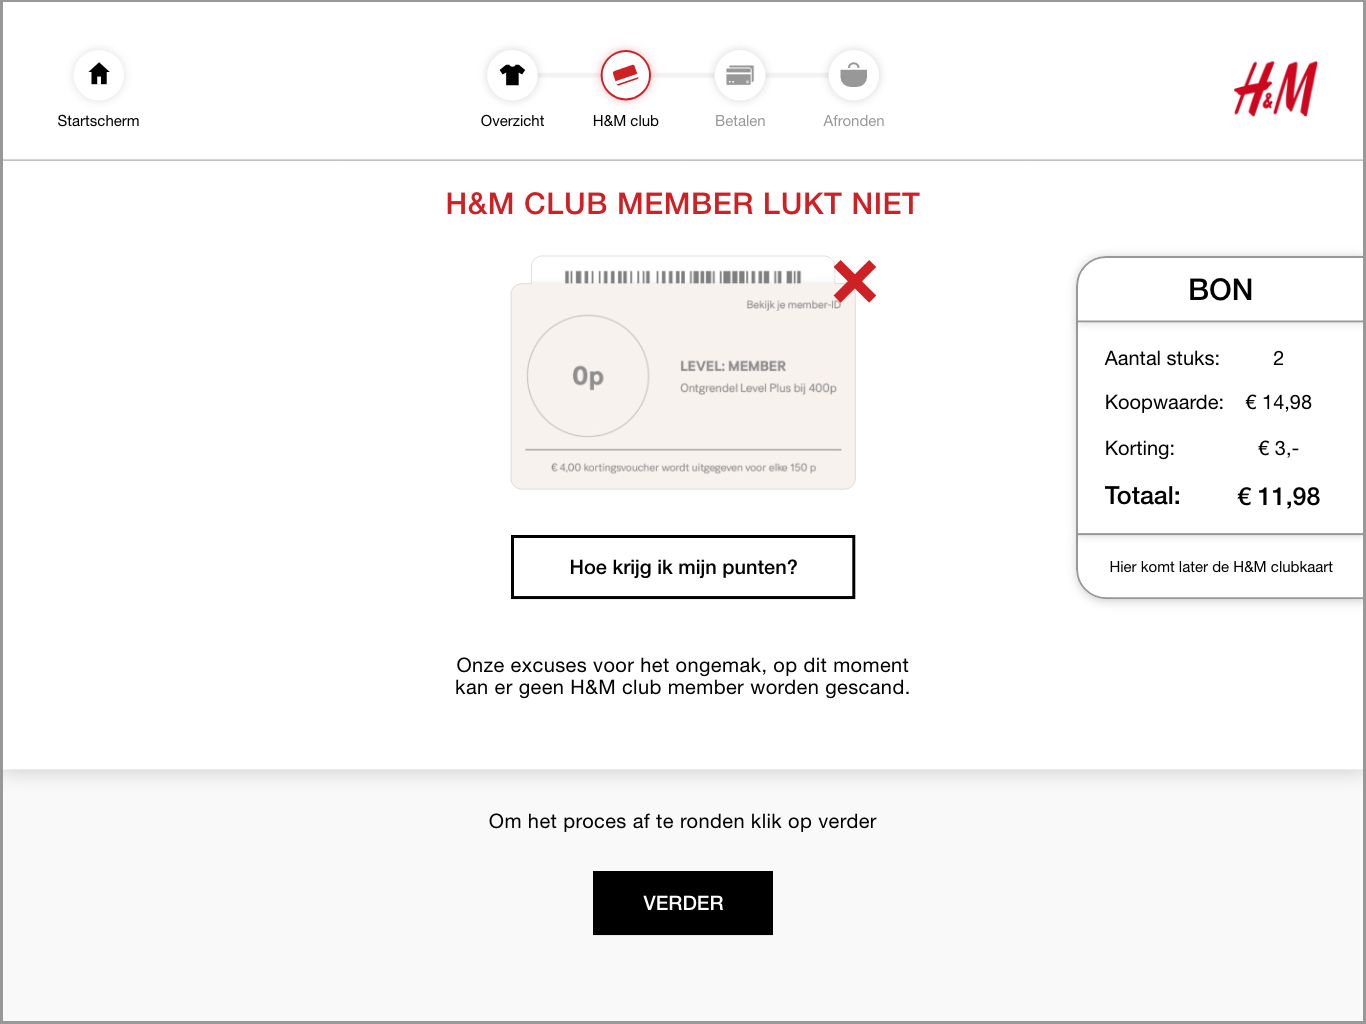 Startscherm
Overzicht
H&M club
Betalen
Afronden
H&M
H&M CLUB MEMBER LUKT NIET
Bekijk je member-ID
0p
LEVEL: MEMBER
Ontgrendel Level Plus bij 400p
€ 4,00 kortingsvoucher wordt uitgegeven voor elke 150 p
Hoe krijg ik mijn punten?
Onze excuses voor het ongemak, op dit moment
kan er geen H&M club member worden gescand.
BON
Aantal stuks: 2
Koopwaarde: € 14,98
Korting: € 3,-
Totaal: € 11,98
Hier komt later de H&M clubkaart
Om het proces af te ronden klik op verder
VERDER